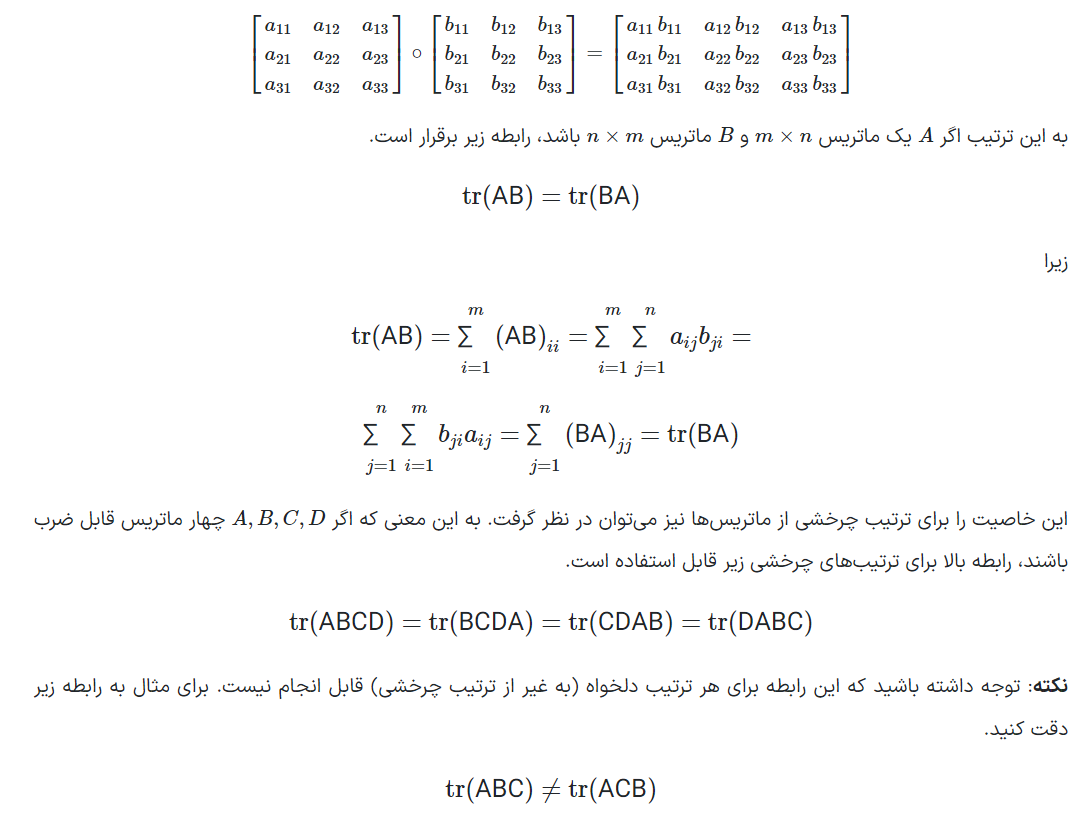 [a₁₁ a₁₂ a₁₃] [b₁₁ b₁₂ b₁₃] [a₁₁ b₁₁ a₁₂ b₁₂ a₁₃ b₁₃]
[a₂₁ a₂₂ a₂₃] ∘ [b₂₁ b₂₂ b₂₃] = [a₂₁ b₂₁ a₂₂ b₂₂ a₂₃ b₂₃]
[a₃₁ a₃₂ a₃₃] [b₃₁ b₃₂ b₃₃] [a₃₁ b₃₁ a₃₂ b₃₂ a₃₃ b₃₃]
به این ترتیب اگر A یک ماتریس m × n و B ماتریس n × m باشد، رابطه زیر برقرار است.
tr(AB) = tr(BA)
زیرا
tr(AB) = ∑_{i=1}^{m} (AB)_{ii} = ∑_{i=1}^{m} ∑_{j=1}^{n} a_{ij}b_{ji} =
∑_{j=1}^{n} ∑_{i=1}^{m} b_{ji}a_{ij} = ∑_{j=1}^{n} (BA)_{jj} = tr(BA)
این خاصیت را برای ترتیب چرخشی از ماتریس‌ها نیز می‌توان در نظر گرفت. به این معنی که اگر A, B, C, D چهار ماتریس قابل ضرب
باشند، رابطه بالا برای ترتیب‌های چرخشی زیر قابل استفاده است.
tr(ABCD) = tr(BCDA) = tr(CDAB) = tr(DABC)
نکته: توجه داشته باشید که این رابطه برای هر ترتیب دلخواه (به غیر از ترتیب چرخشی) قابل انجام نیست. برای مثال به رابطه زیر
دقت کنید.
tr(ABC) ≠ tr(ACB)